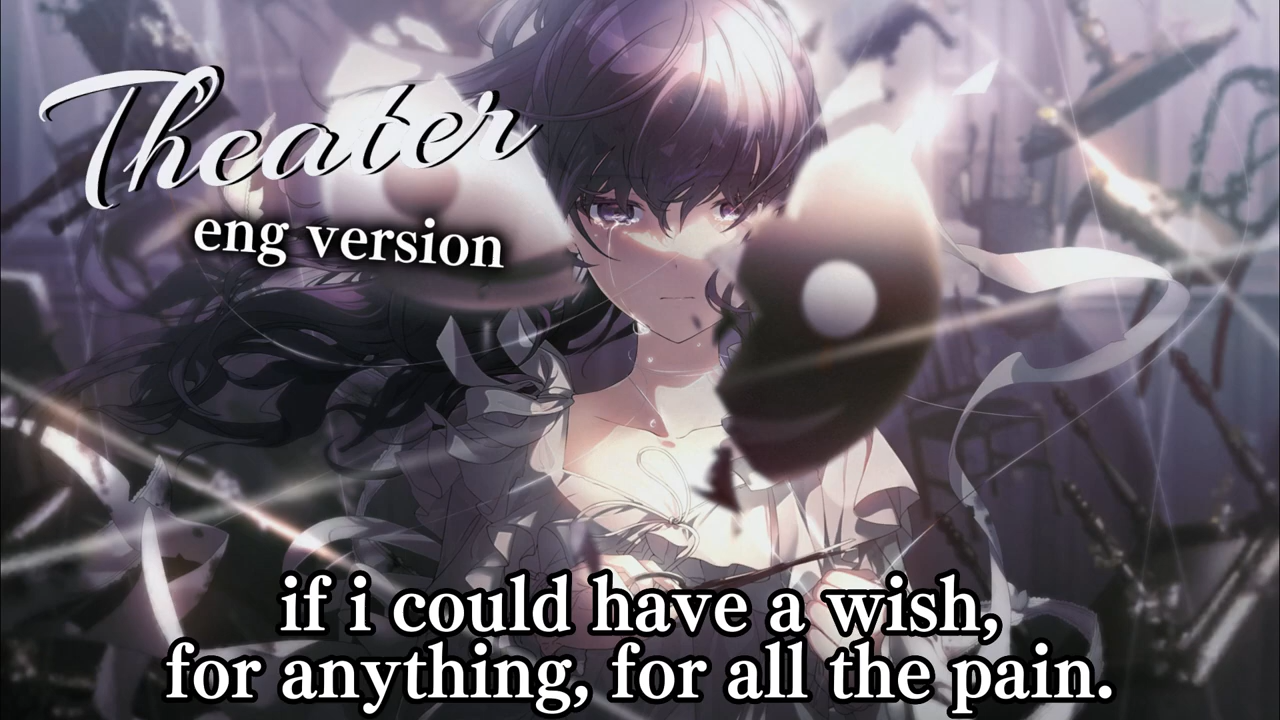 Theater
eng version
if i could have a wish,
for anything, for all the pain.